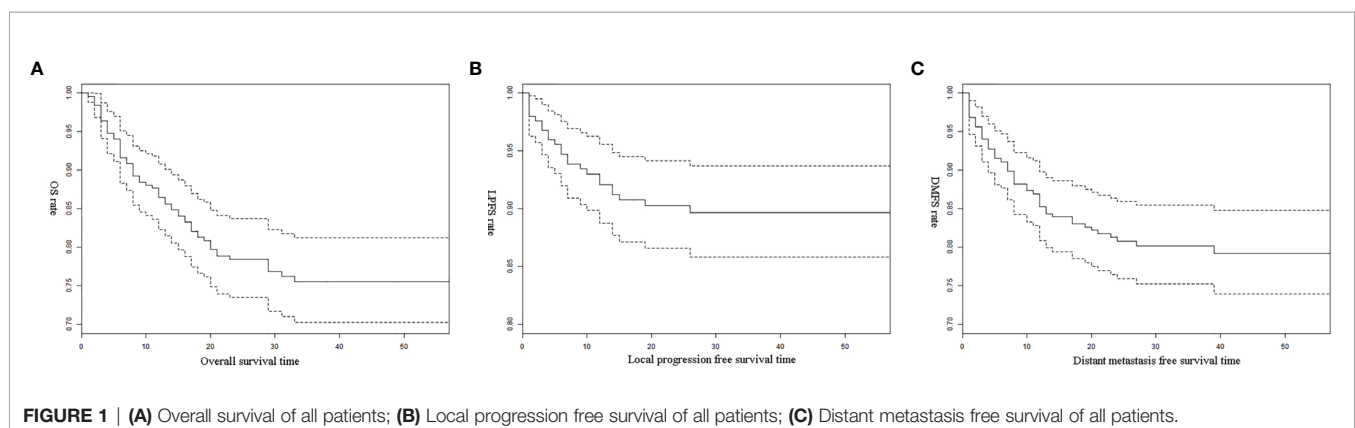 A
B
C
OS rate
1.00
0.95
0.90
0.85
0.80
0.75
0.70
0 10 20 30 40 50
Overall survival time
LPFS rate
1.00
0.95
0.90
0.85
0.80
0 10 20 30 40 50
Local progression free survival time
DMFS rate
1.00
0.95
0.90
0.85
0.80
0.75
0.70
0 10 20 30 40 50
Distant metastasis free survival time
FIGURE 1 | (A) Overall survival of all patients; (B) Local progression free survival of all patients; (C) Distant metastasis free survival of all patients.